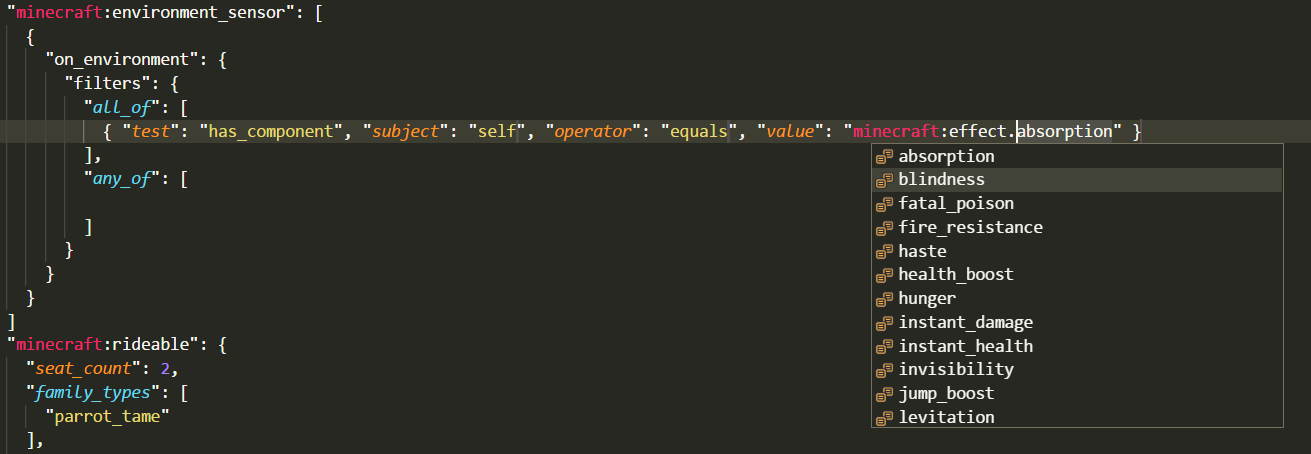 "minecraft:environment_sensor": [
{
"on_environment": {
"filters": {
"all_of": [
{ "test": "has_component", "subject": "self", "operator": "equals", "value": "minecraft:effect.absorption" }
],
"any_of": [
]
}
}
}
]
"minecraft:rideable": {
"seat_count": 2,
"family_types": [
"parrot_tame"
],
absorption
blindness
fatal_poison
fire_resistance
haste
health_boost
hunger
instant_damage
instant_health
invisibility
jump_boost
levitation